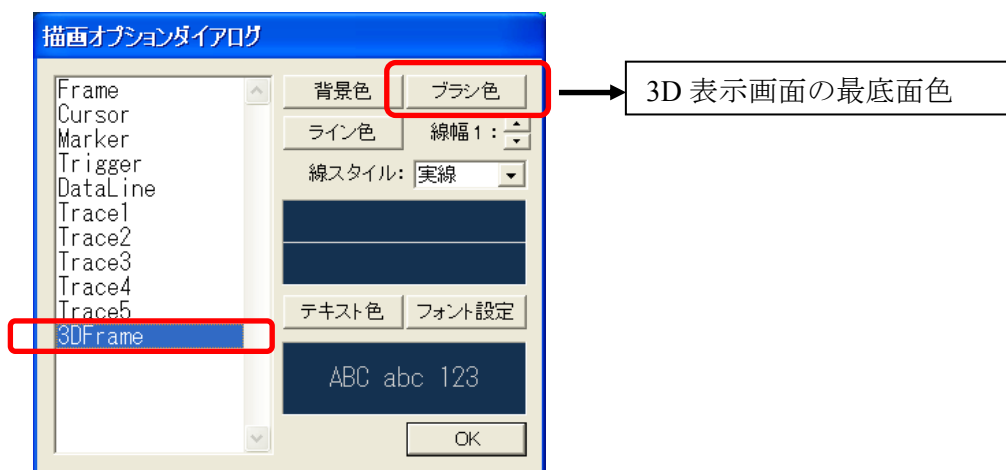 描画オプションダイアログ
Frame
Cursor
Marker
Trigger
DataLine
Trace1
Trace2
Trace3
Trace4
Trace5
3DFrame
背景色 ブラシ色
ライン色 線幅1:
線スタイル: 実線
テキスト色 フォント設定
ABC abc 123
OK
3D 表示画面の最底面色